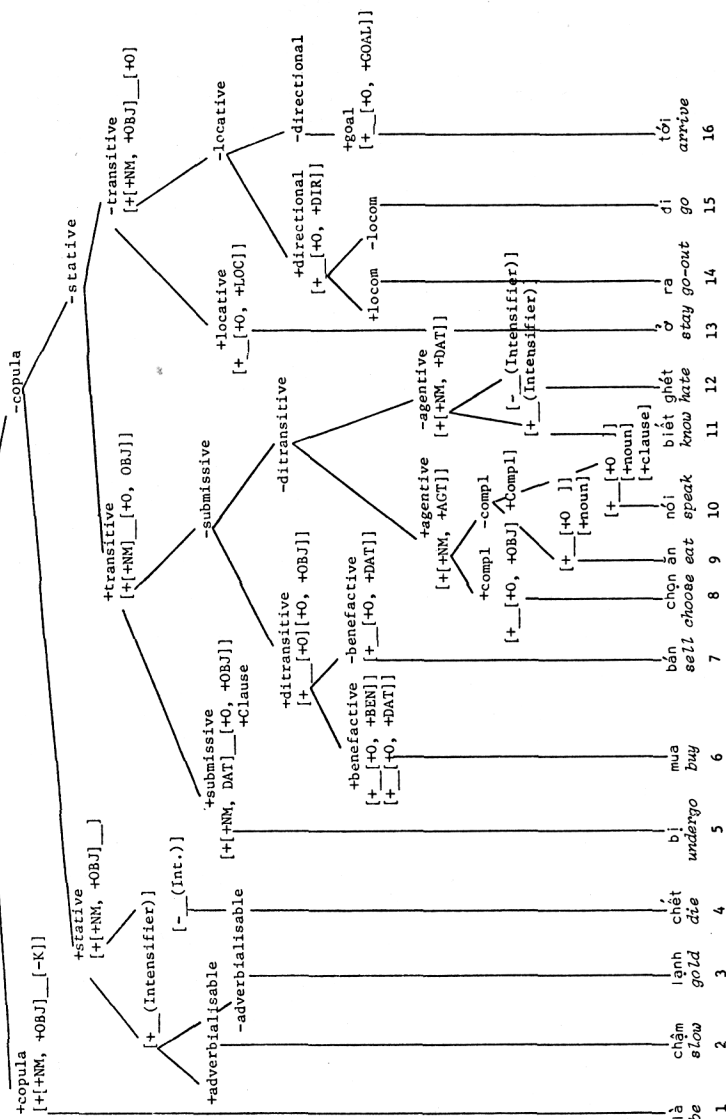 +copula
[+[+NM, +OBJ]__[-K]]
-copula
+stative
[+[+NM, +OBJ]__]
-stative
[+__(Intensifier)]
[-__(Int.)]
+adverbialisable
-adverbialisable
+transitive
[+[+NM]__[+O, OBJ]]
-transitive
[+[+NM, +OBJ]__[+O]
+submissive
[+[+NM, DAT]__[+O, +OBJ]]
+Clause
-submissive
+ditransitive
[+__[+O][+O, +OBJ]]
-ditransitive
+benefactive
[+__[+O, +BEN]]
[+__[+O, +DAT]]
-benefactive
[+__[+O, +DAT]]
+agentive
[+[+NM, +AGT]]
-agentive
[+[+NM, +DAT]]
+compl
-compl
[+__[+O, +OBJ] +Compl]
[+__[+O ]]
[+noun]
[+__[+O ]]
[+noun]
[+clause]
[-__(Intensifier)]
[+__(Intensifier)]
+locative
[+__[+O, +LOC]]
-locative
+directional
[+__[+O, +DIR]]
-directional
+locom
-locom
+goal
[+__[+O, +GOAL]]
là chậm lạnh chết bị mua bán chọn ăn nói biết ghét ở ra đi tới
be slow gold die undergo buy sell choose eat speak know hate stay go-out go arrive
1 2 3 4 5 6 7 8 9 10 11 12 13 14 15 16